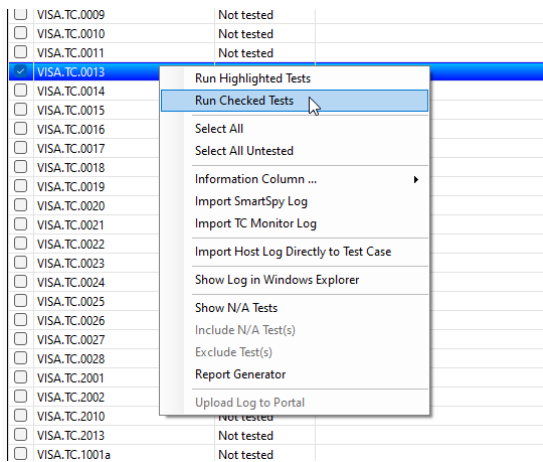 VISA.TC.0009 Not tested
VISA.TC.0010 Not tested
VISA.TC.0011 Not tested
VISA.TC.0013
VISA.TC.0014
VISA.TC.0015
VISA.TC.0016
VISA.TC.0017
VISA.TC.0018
VISA.TC.0019
VISA.TC.0020
VISA.TC.0021
VISA.TC.0022
VISA.TC.0023
VISA.TC.0024
VISA.TC.0025
VISA.TC.0026
VISA.TC.0027
VISA.TC.0028
VISA.TC.2001
VISA.TC.2002
VISA.TC.2010 Not tested
VISA.TC.2013 Not tested
VISA.TC.1001a Not tested
Run Highlighted Tests
Run Checked Tests
Select All
Select All Untested
Information Column ...
Import SmartSpy Log
Import TC Monitor Log
Import Host Log Directly to Test Case
Show Log in Windows Explorer
Show N/A Tests
Include N/A Test(s)
Exclude Test(s)
Report Generator
Upload Log to Portal